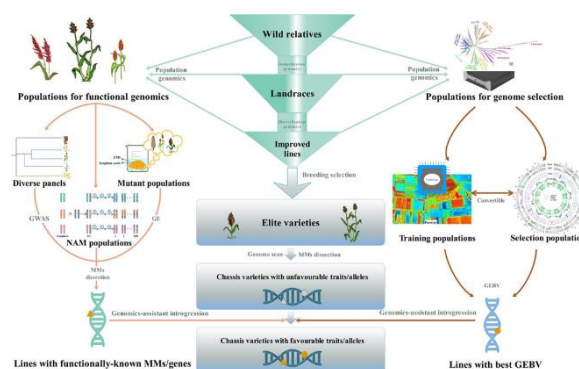 Wild relatives
Population
genomics
Population
genomics
Populations for functional genomics
Landraces
Populations for genome selection
Improved
lines
Breeding selection
Diverse panels
Mutant populations
GWAS
GE
NAM populations
Elite varieties
Convertible
Training populations
Selection populations
Genome scan
MMs dissection
MMs
dissection
Chassis varieties with unfavourable traits/alleles
GEBV
Genomics-assistant introgression
Genomics-assistant introgression
Chassis varieties with favourable traits/alleles
Lines with functionally-known MMs/genes
Lines with best GEBV